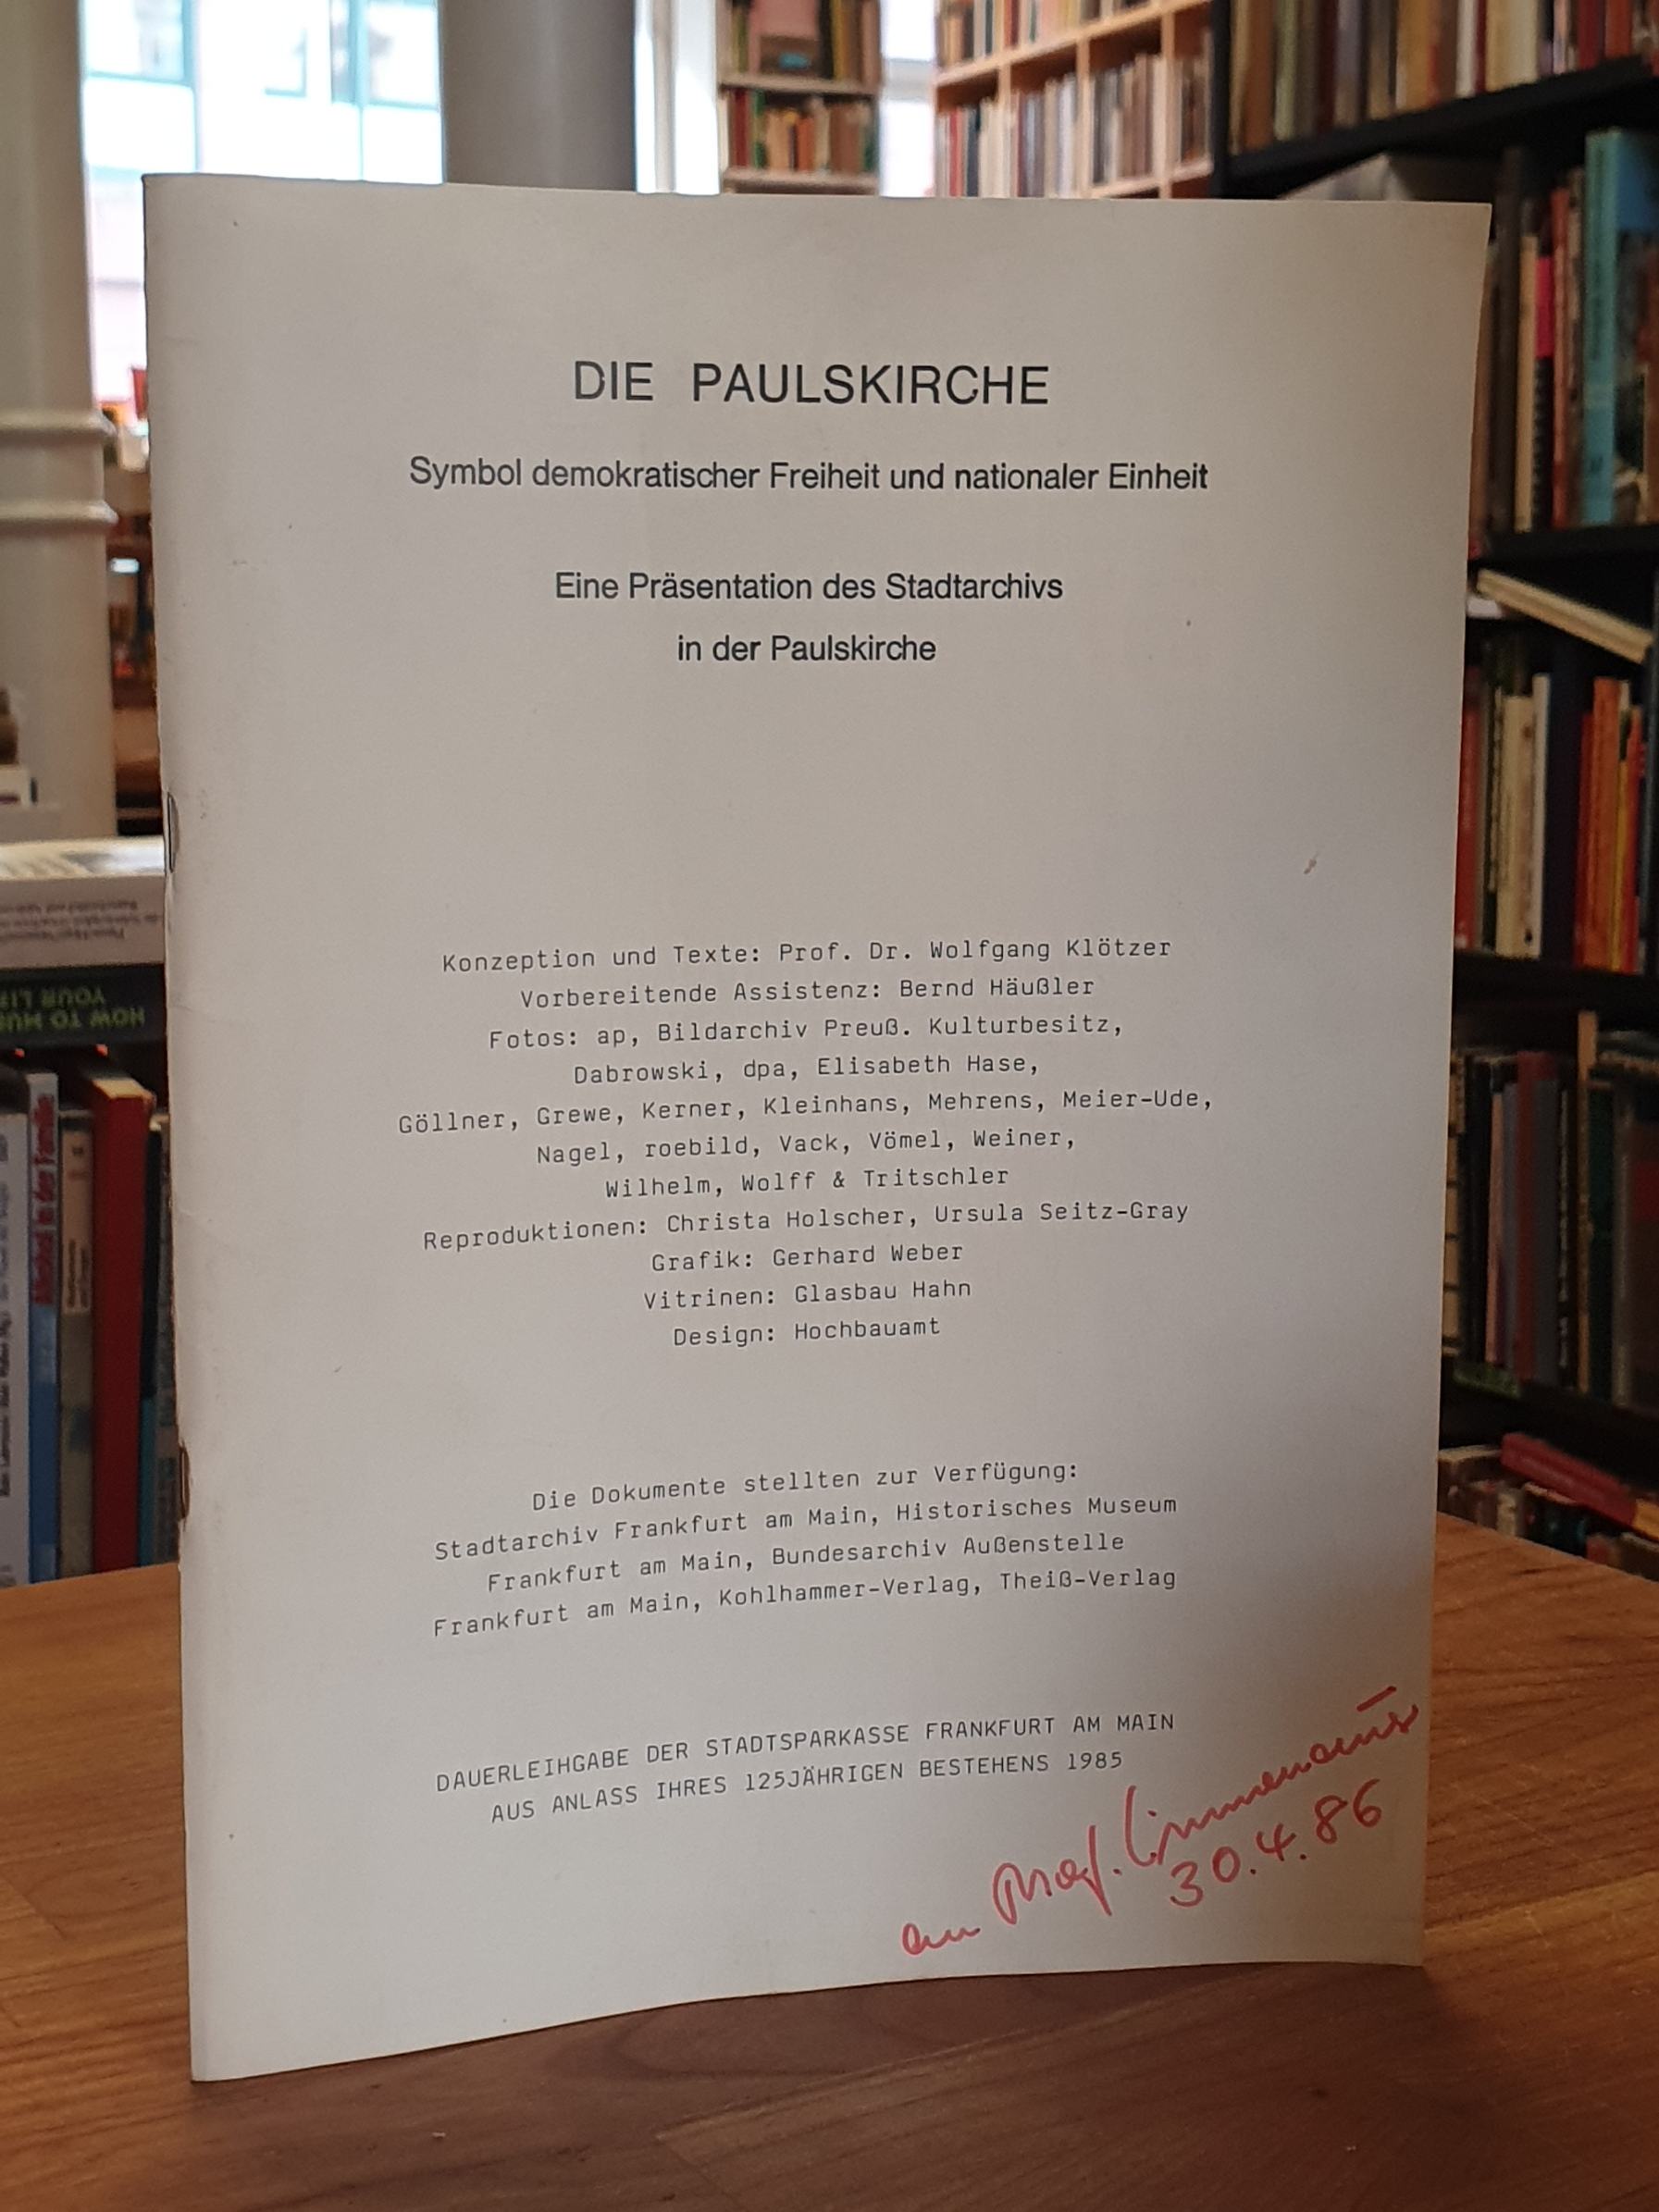 DIE PAULSKIRCHE
Symbol demokratischer Freiheit und nationaler Einheit
Eine Präsentation des Stadtarchivs
in der Paulskirche
Konzeption und Texte: Prof. Dr. Wolfgang Klötzer
Vorbereitende Assistenz: Bernd Häußler
Fotos: ap, Bildarchiv Preuß. Kulturbesitz,
Dabrowski, dpa, Elisabeth Hase,
Göllner, Grewe, Kerner, Kleinhans, Mehrens, Meier-Ude,
Nagel, roebild, Vack, Vömel, Weiner,
Wilhelm, Wolff & Tritschler
Reproduktionen: Christa Holscher, Ursula Seitz-Gray
Grafik: Gerhard Weber
Vitrinen: Glasbau Hahn
Design: Hochbauamt
Die Dokumente stellten zur Verfügung:
Stadtarchiv Frankfurt am Main, Historisches Museum
Frankfurt am Main, Bundesarchiv Außenstelle
Frankfurt am Main, Kohlhammer-Verlag, Theiß-Verlag
DAUERLEIHGABE DER STADTSPARKASSE FRANKFURT AM MAIN
AUS ANLASS IHRES 125JÄHRIGEN BESTEHENS 1985
an Prof.
30.4.86
HOW TO
YOUR